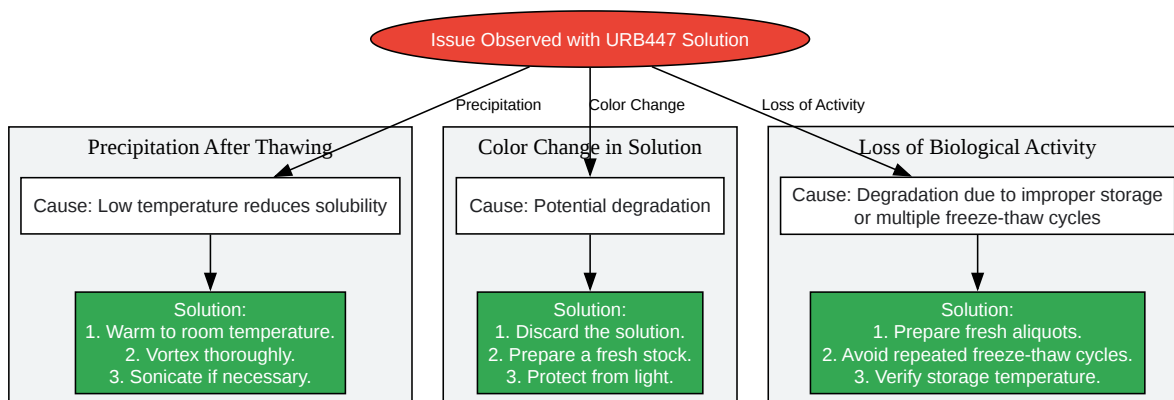 Issue Observed with URB447 Solution
Precipitation
Color Change
Loss of Activity
Precipitation After Thawing
Cause: Low temperature reduces solubility
Solution:
1. Warm to room temperature.
2. Vortex thoroughly.
3. Sonicate if necessary.
Color Change in Solution
Cause: Potential degradation
Solution:
1. Discard the solution.
2. Prepare a fresh stock.
3. Protect from light.
Loss of Biological Activity
Cause: Degradation due to improper storage
or multiple freeze-thaw cycles
Solution:
1. Prepare fresh aliquots.
2. Avoid repeated freeze-thaw cycles.
3. Verify storage temperature.